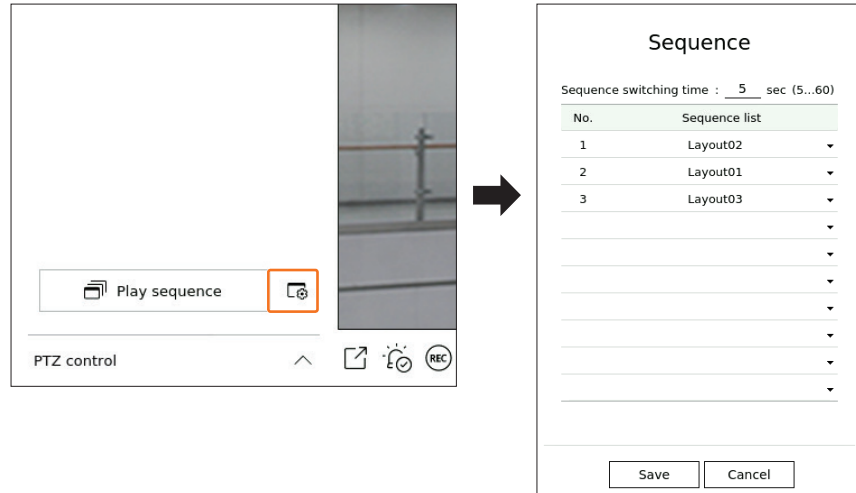 Play sequence
PTZ control
REC
Sequence
Sequence switching time : 5 sec (5...60)
No. Sequence list
1 Layout02
2 Layout01
3 Layout03
Save Cancel